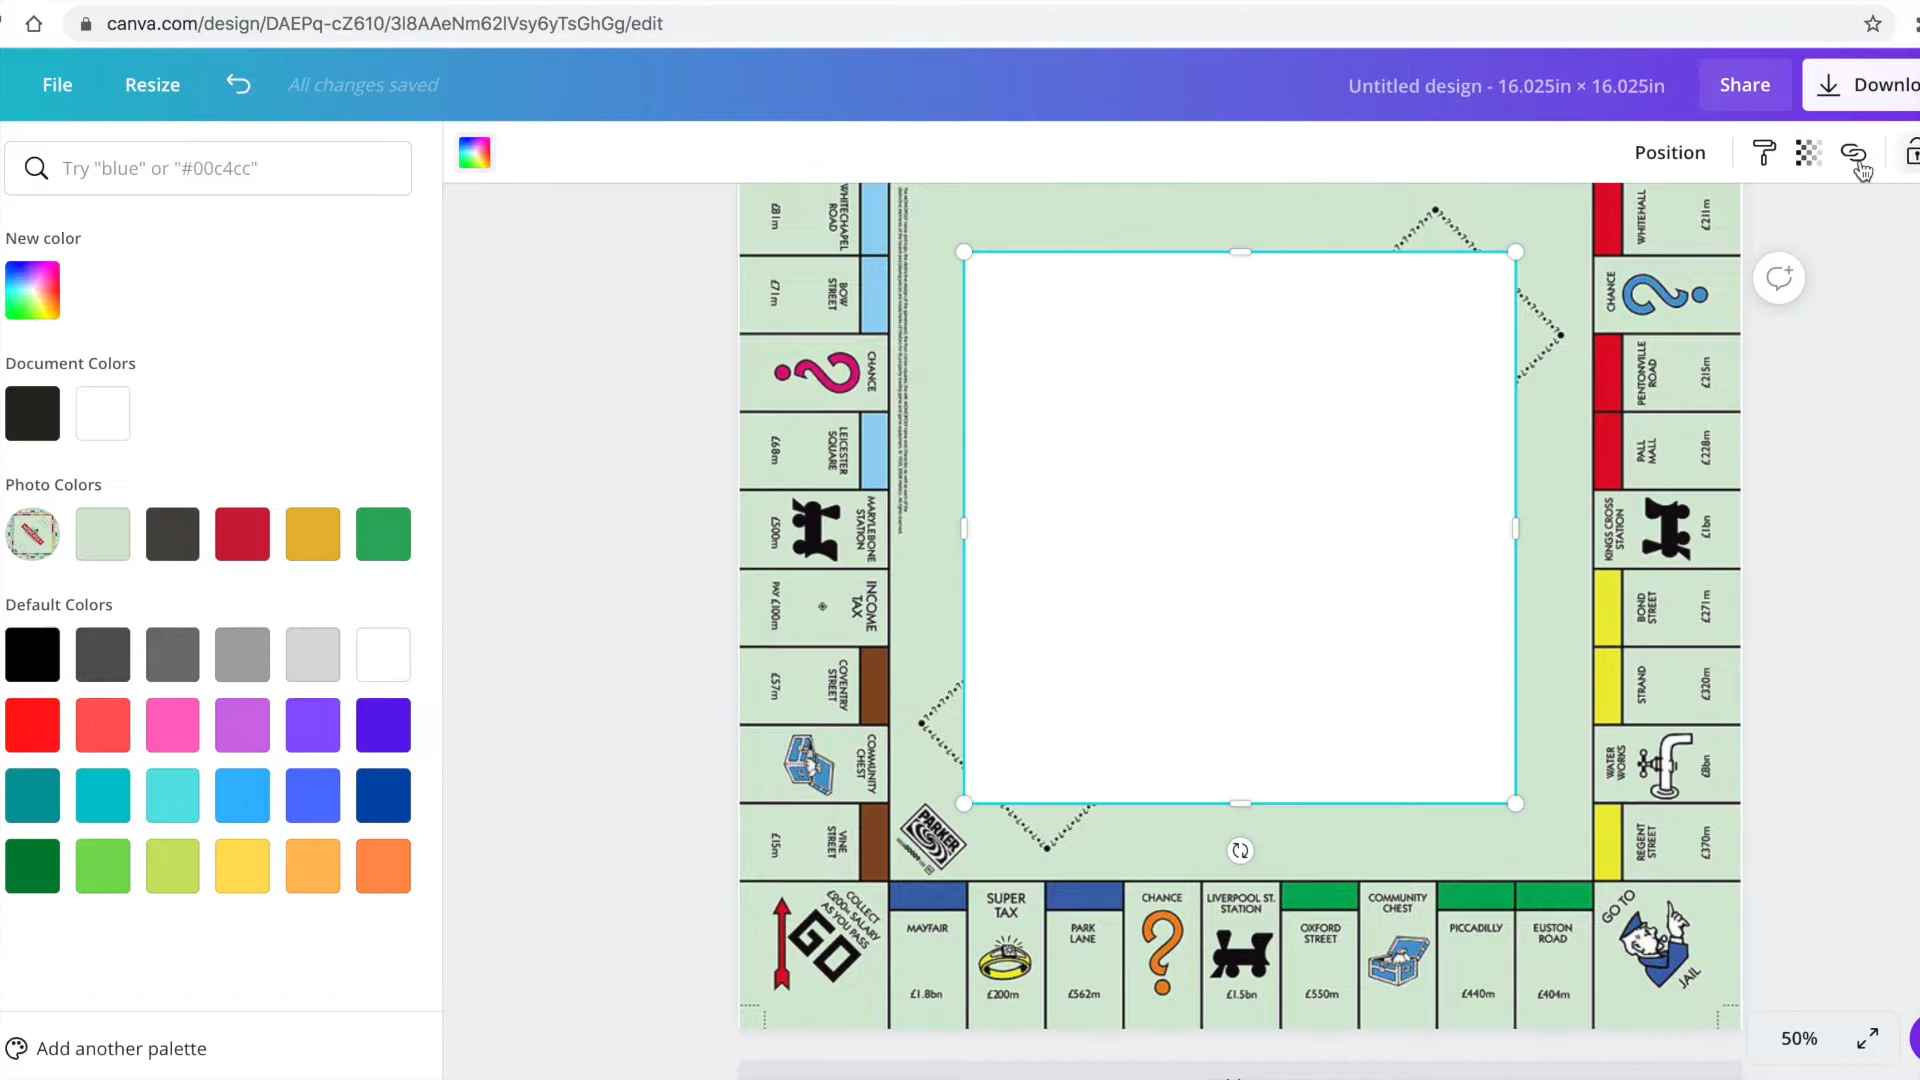 canva.com/design/DAEPq-cZ610/3l8AAeNm62lVsy6yTsGhGg/edit
File
Resize
All changes saved
Untitled design - 16.025in × 16.025in
Share
Downlo
Try "blue" or "#00c4cc"
Position
New color
Document Colors
Photo Colors
Default Colors
Add another palette
WHITECHAPEL
ROAD
£81m
BOW
STREET
£71m
CHANCE
LEICESTER
SQUARE
£68m
MARYLEBONE
STATION
£500m
INCOME
TAX
PAY £100m
COVENTRY
STREET
£57m
COMMUNITY
CHEST
VINE
STREET
£15m
PARKER
COLLECT
£200m SALARY
AS YOU PASS
GO
MAYFAIR
£1.8bn
SUPER
TAX
£200m
PARK
LANE
£562m
CHANCE
?
LIVERPOOL ST.
STATION
£1.5bn
OXFORD
STREET
£550m
COMMUNITY
CHEST
PICCADILLY
£440m
EUSTON
ROAD
£404m
GO TO
JAIL
WHITEHALL
£211m
CHANCE
?
PENTONVILLE
ROAD
£215m
PALL
MALL
£228m
KINGS CROSS
STATION
£1bn
BOND
STREET
£271m
STRAND
£320m
WATER
WORKS
£8bn
REGENT
STREET
£370m
50%